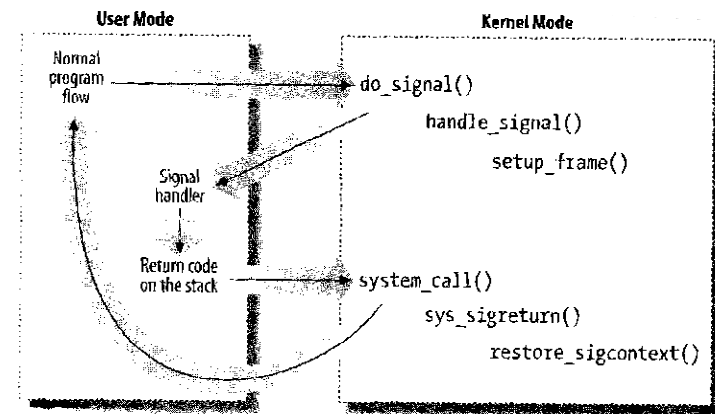 User Mode
Kernel Mode
Normal
program
flow
do_signal()
handle_signal()
setup_frame()
Signal
handler
Return code
on the stack
system_call()
sys_sigreturn()
restore_sigcontext()